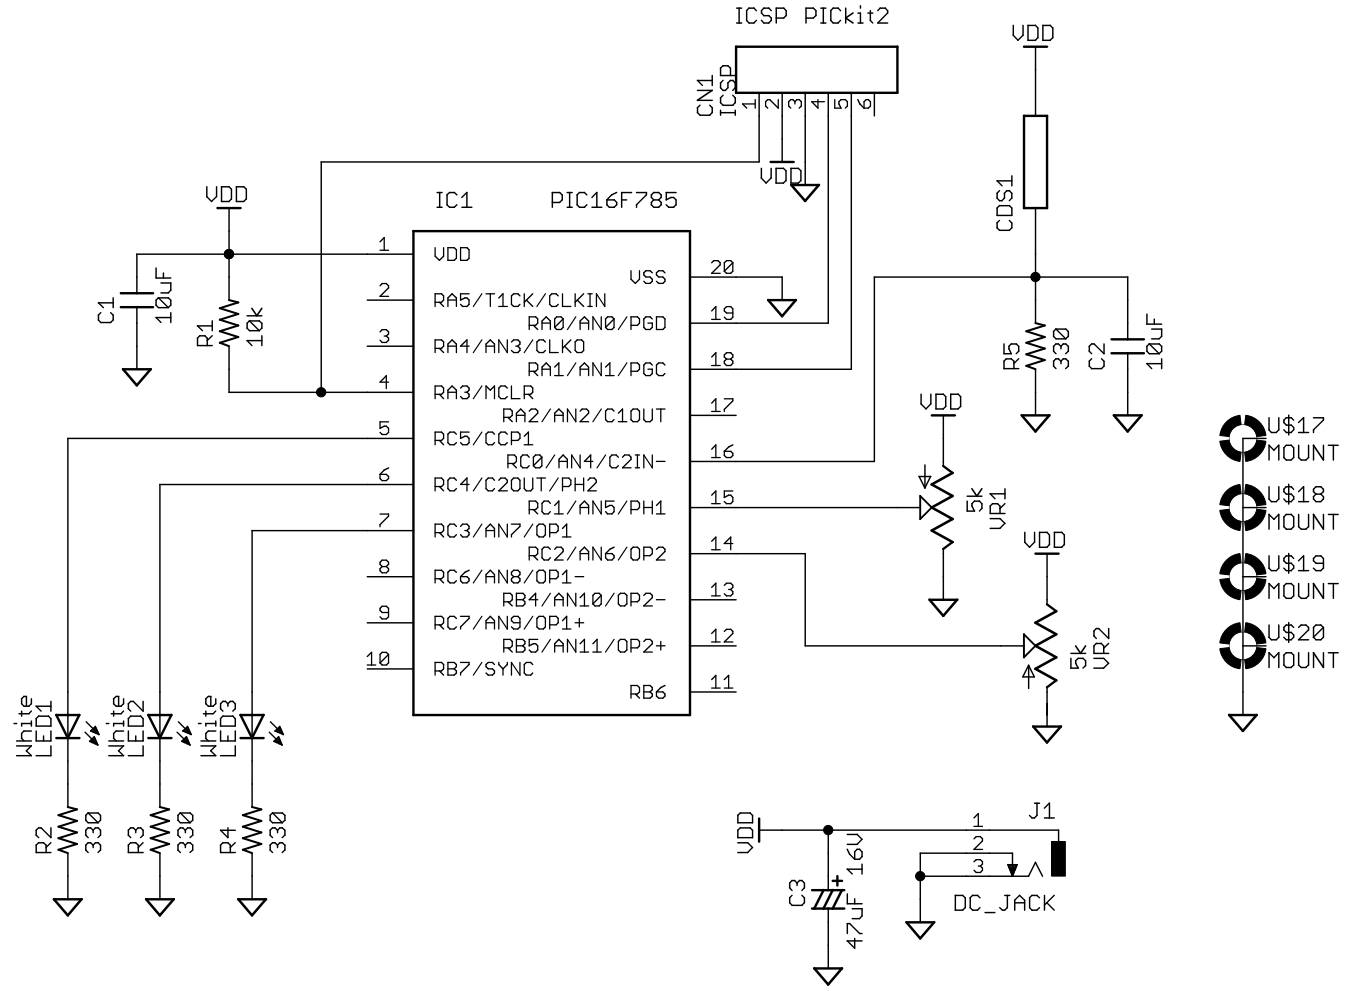 ICSP PICkit2
CN1
ICSP
1
2
3
4
5
6
VDD
VDD
CDS1
VDD
IC1
PIC16F785
1
VDD
VSS
20
2
RA5/T1CK/CLKIN
RA0/AN0/PGD
19
3
RA4/AN3/CLKO
RA1/AN1/PGC
18
4
RA3/MCLR
RA2/AN2/C1OUT
17
5
RC5/CCP1
RC0/AN4/C2IN-
16
6
RC4/C2OUT/PH2
RC1/AN5/PH1
15
7
RC3/AN7/OP1
RC2/AN6/OP2
14
8
RC6/AN8/OP1-
RB4/AN10/OP2-
13
9
RC7/AN9/OP1+
RB5/AN11/OP2+
12
10
RB7/SYNC
RB6
11
C1
10uF
R1
10k
R5
330
C2
10uF
VDD
5k
VR1
VDD
5k
VR2
U$17
MOUNT
U$18
MOUNT
U$19
MOUNT
U$20
MOUNT
White
LED1
White
LED2
White
LED3
R2
330
R3
330
R4
330
VDD
C3
+
16V
47uF
1
2
3
J1
DC_JACK